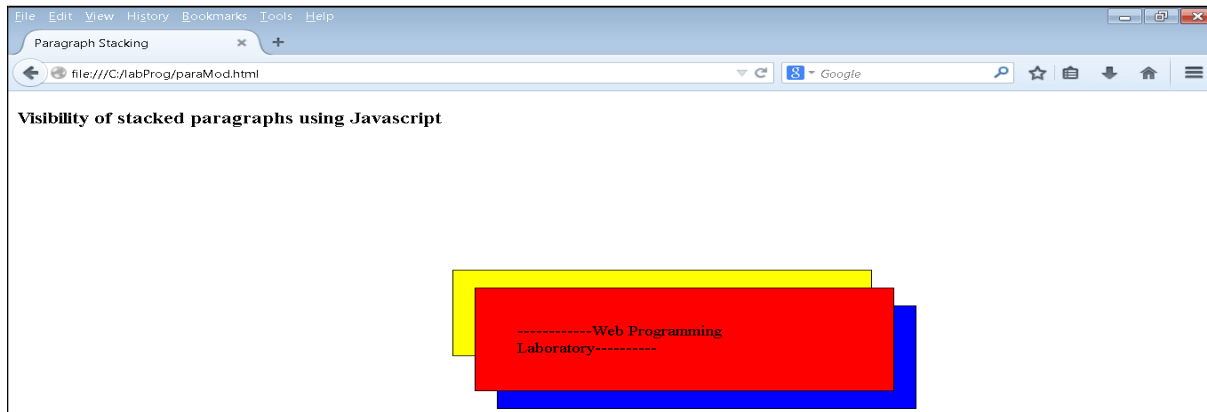 File Edit View History Bookmarks Tools Help
Paragraph Stacking
file:///C:/labProg/paraMod.html
8 Google
Visibility of stacked paragraphs using Javascript
------------Web Programming
Laboratory----------